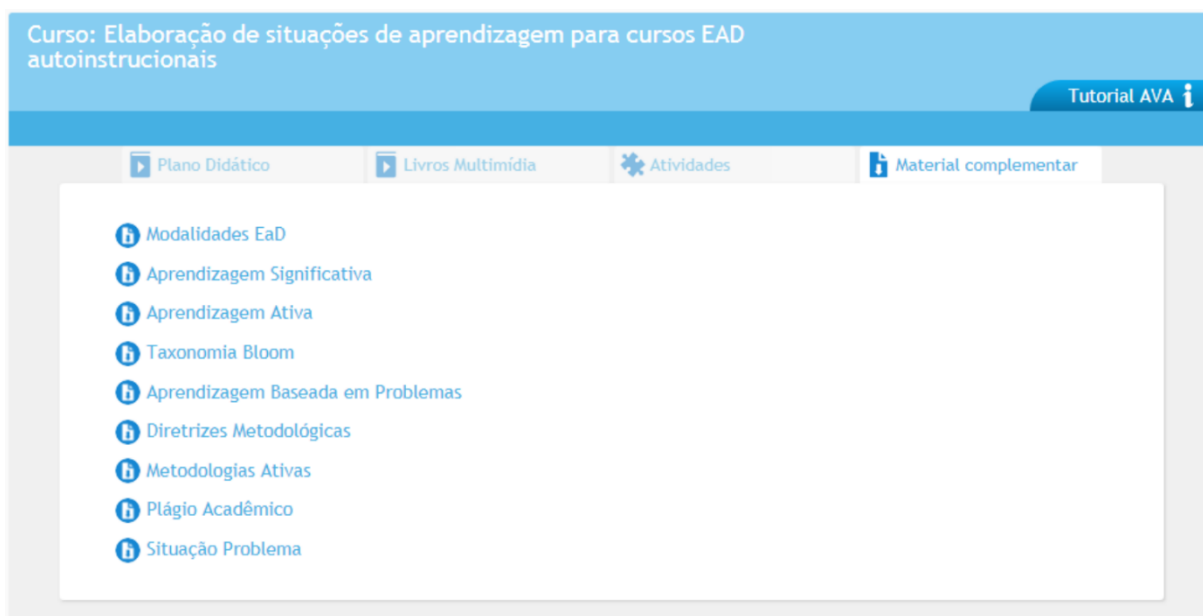 Curso: Elaboração de situações de aprendizagem para cursos EAD
autoinstrucionais
Tutorial AVA
Plano Didático
Livros Multimídia
Atividades
Material complementar
Modalidades EaD
Aprendizagem Significativa
Aprendizagem Ativa
Taxonomia Bloom
Aprendizagem Baseada em Problemas
Diretrizes Metodológicas
Metodologias Ativas
Plágio Acadêmico
Situação Problema